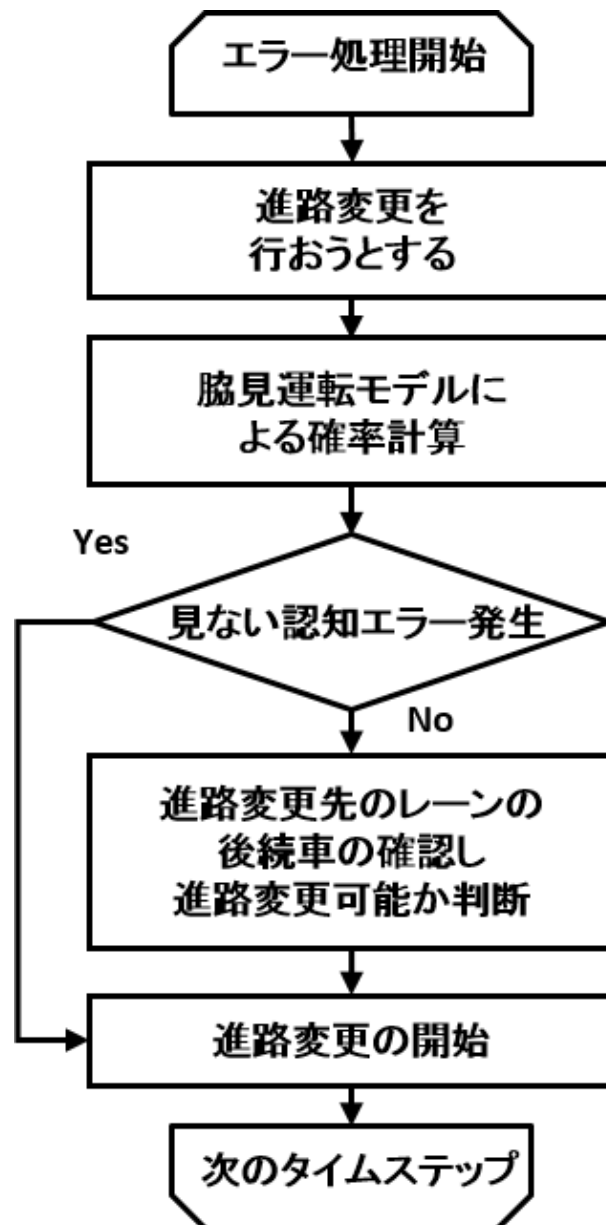 エラー処理開始
進路変更を
行おうとする
脇見運転モデルに
よる確率計算
Yes
見ない認知エラー発生
No
進路変更先のレーンの
後続車の確認し
進路変更可能か判断
進路変更の開始
次のタイムステップ